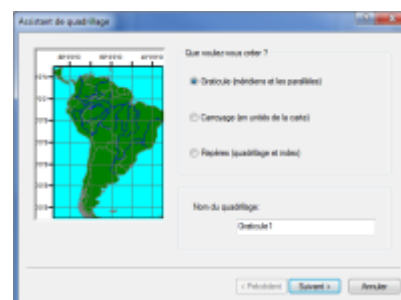 Assistant de quadrillage
Que voulez-vous créer ?
Graticule (méridiens et les parallèles)
Carroyage (en unités de la carte)
Repères (quadrillage et index)
Nom du quadrillage:
Graticule1
< Précédent
Suivant >
Annuler